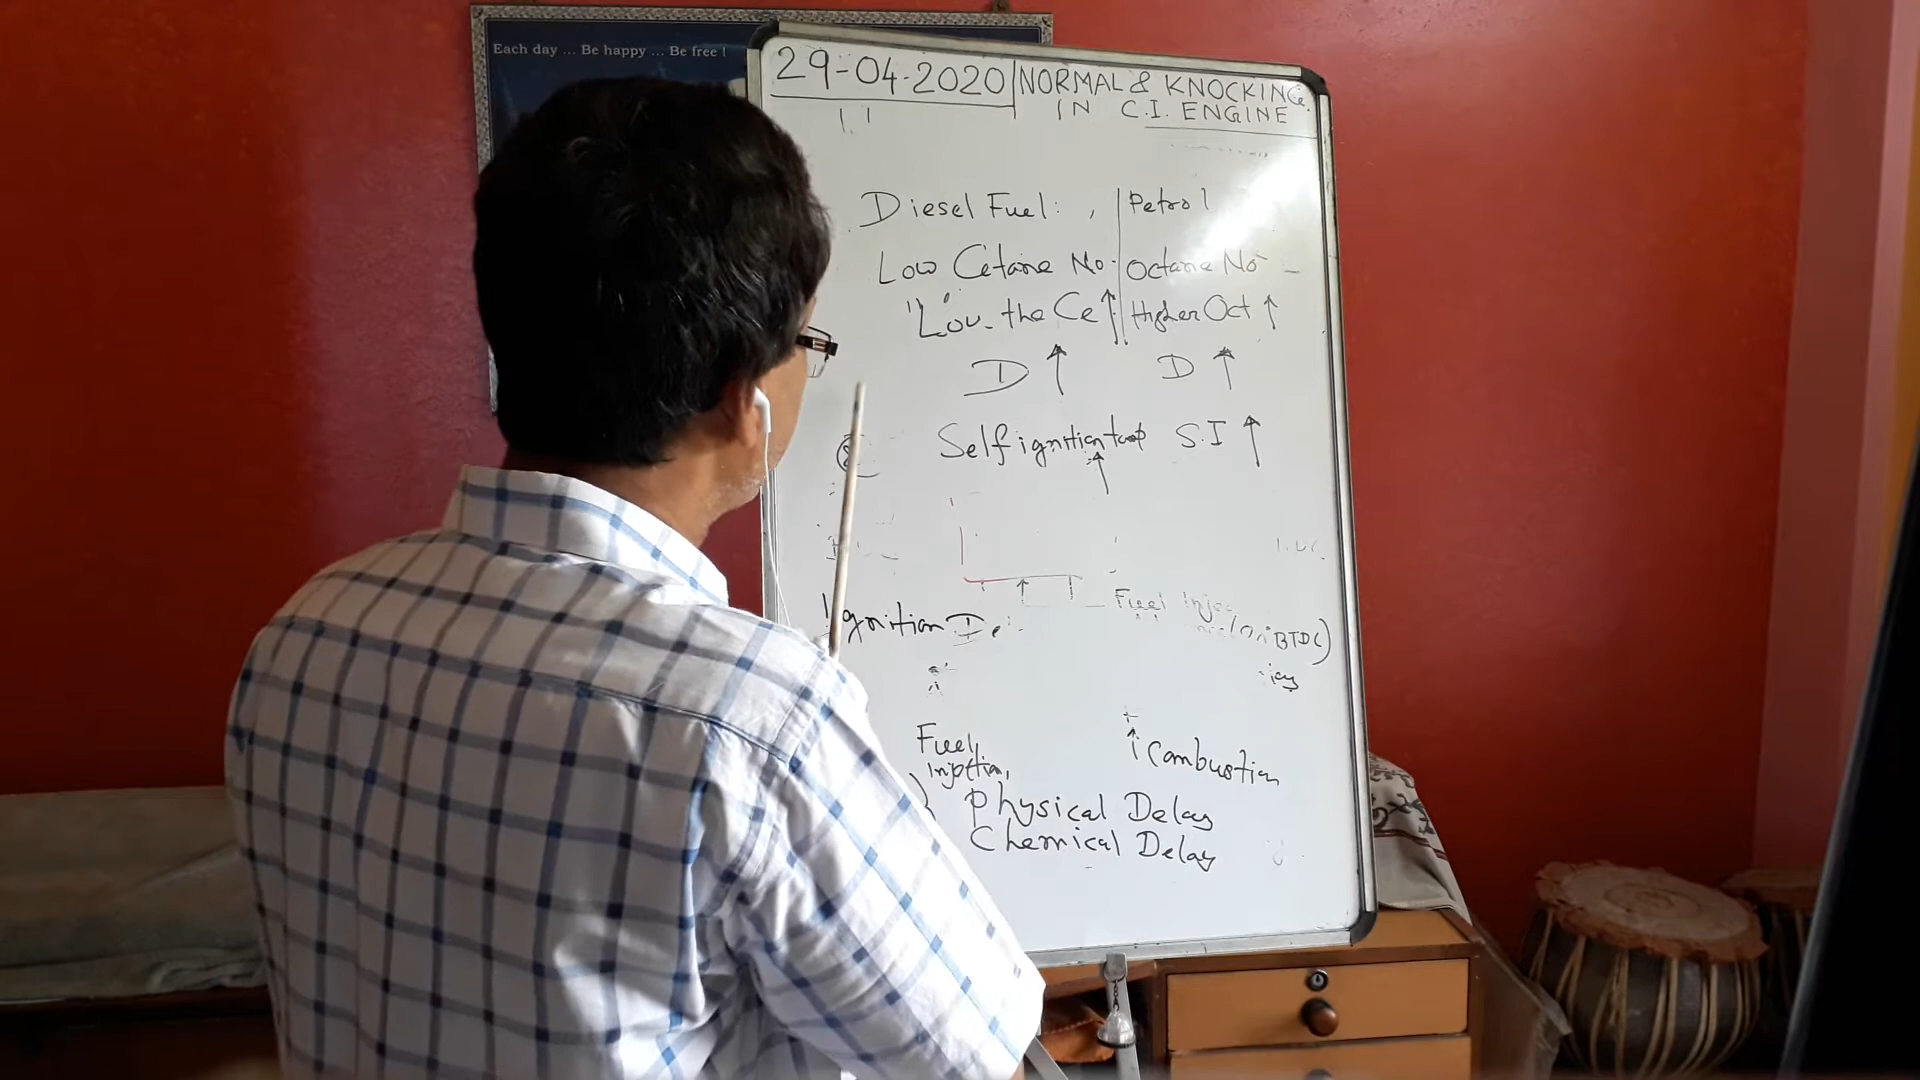 Each day ... Be happy ... Be free !
29-04-2020 NORMAL & KNOCKING
IN C.I. ENGINE
Diesel Fuel: , Petrol
Low Cetane No. Octane No
Low. the Ce ↑ Higher Oct ↑
D ↑ D ↑
Self ignition S.I ↑
Ignition De
Fuel Injec
BTDC)
Fuel
Injection
Combustion
Physical Delay
Chemical Delay